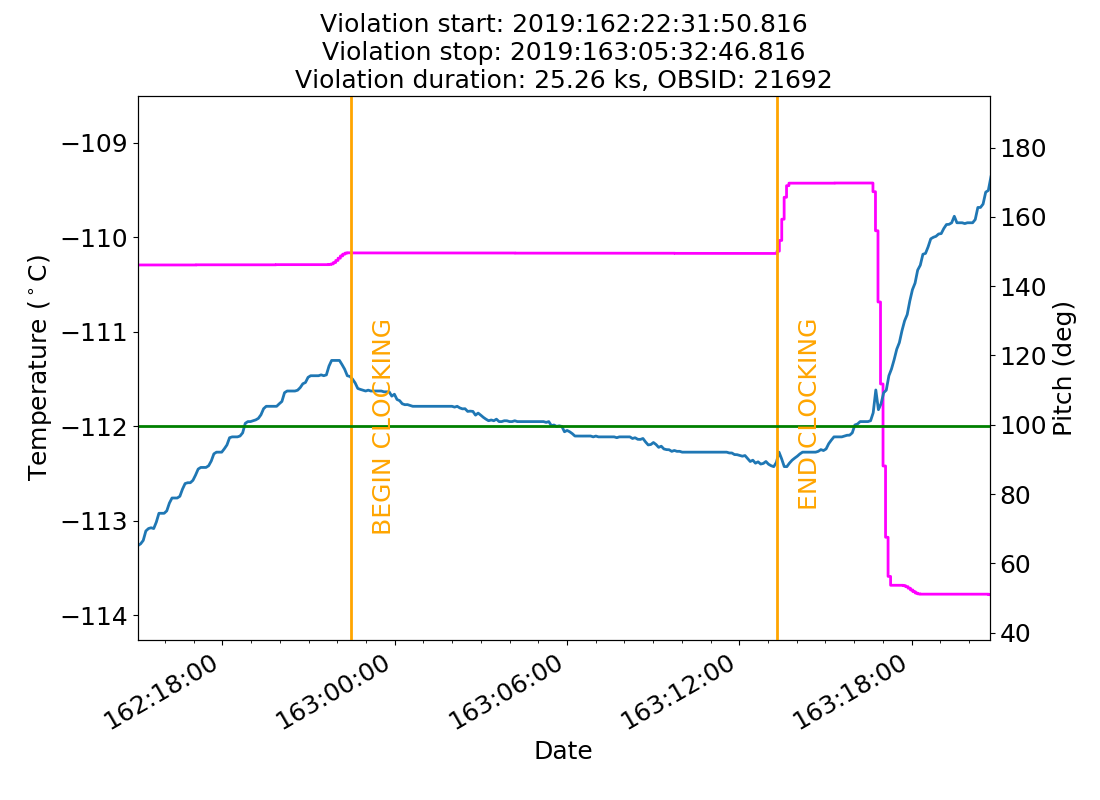 Violation start: 2019:162:22:31:50.816
Violation stop: 2019:163:05:32:46.816
Violation duration: 25.26 ks, OBSID: 21692
−109
−110
−111
−112
−113
−114
Temperature (°C)
BEGIN CLOCKING
END CLOCKING
180
160
140
120
100
80
60
40
Pitch (deg)
162:18:00
163:00:00
163:06:00
163:12:00
163:18:00
Date